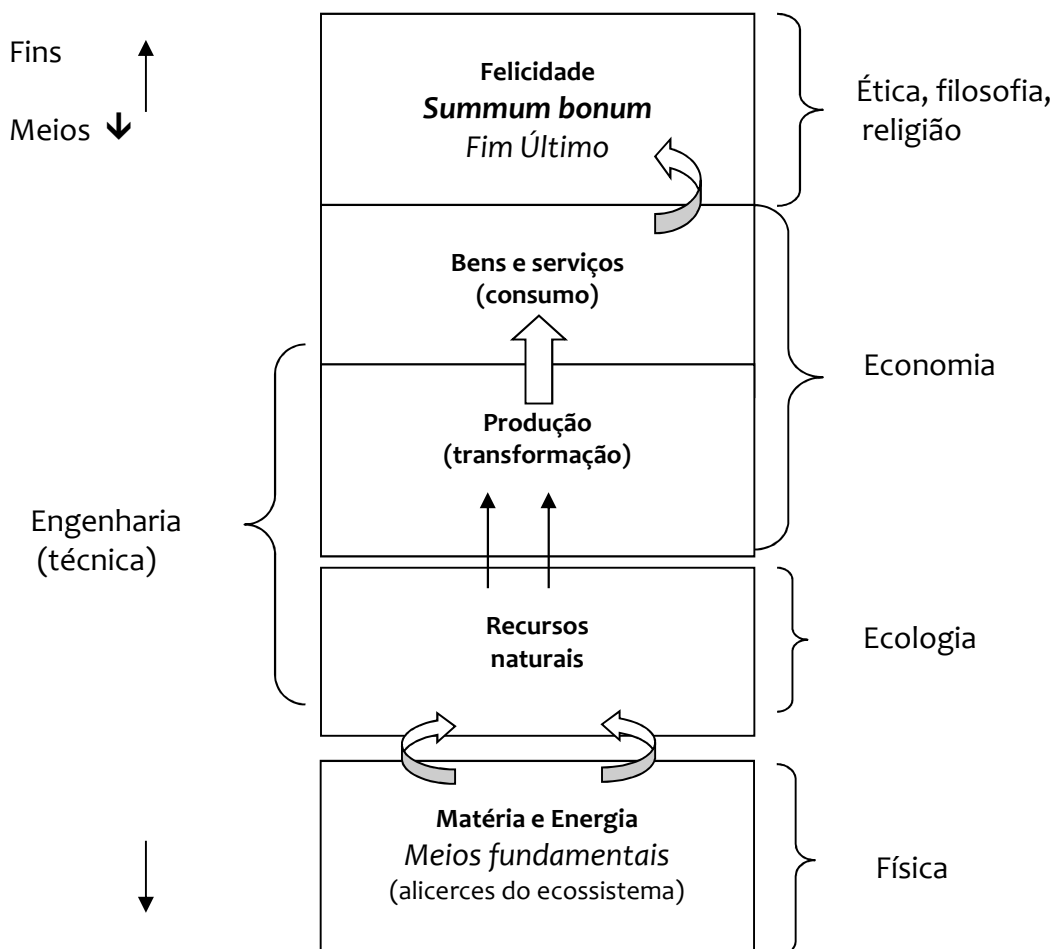 Fins
Meios
Felicidade
Summum bonum
Fim Último
Ética, filosofia,
religião
Bens e serviços
(consumo)
Economia
Produção
(transformação)
Engenharia
(técnica)
Recursos
naturais
Ecologia
Matéria e Energia
Meios fundamentais
(alicerces do ecossistema)
Física